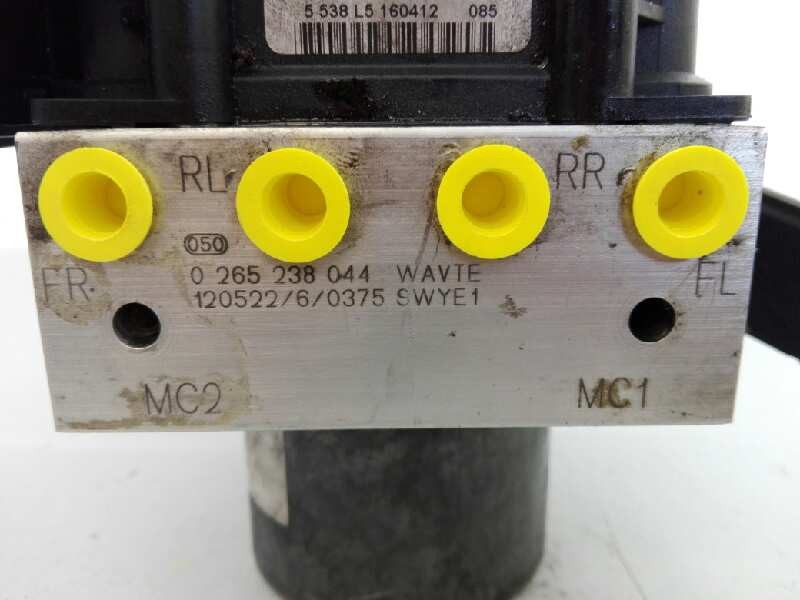 5 538 L5 160412 085
RL RR
050
FR FL
0 265 238 044 WAVTE
120522/6/0375 SWYE1
MC2 MC1